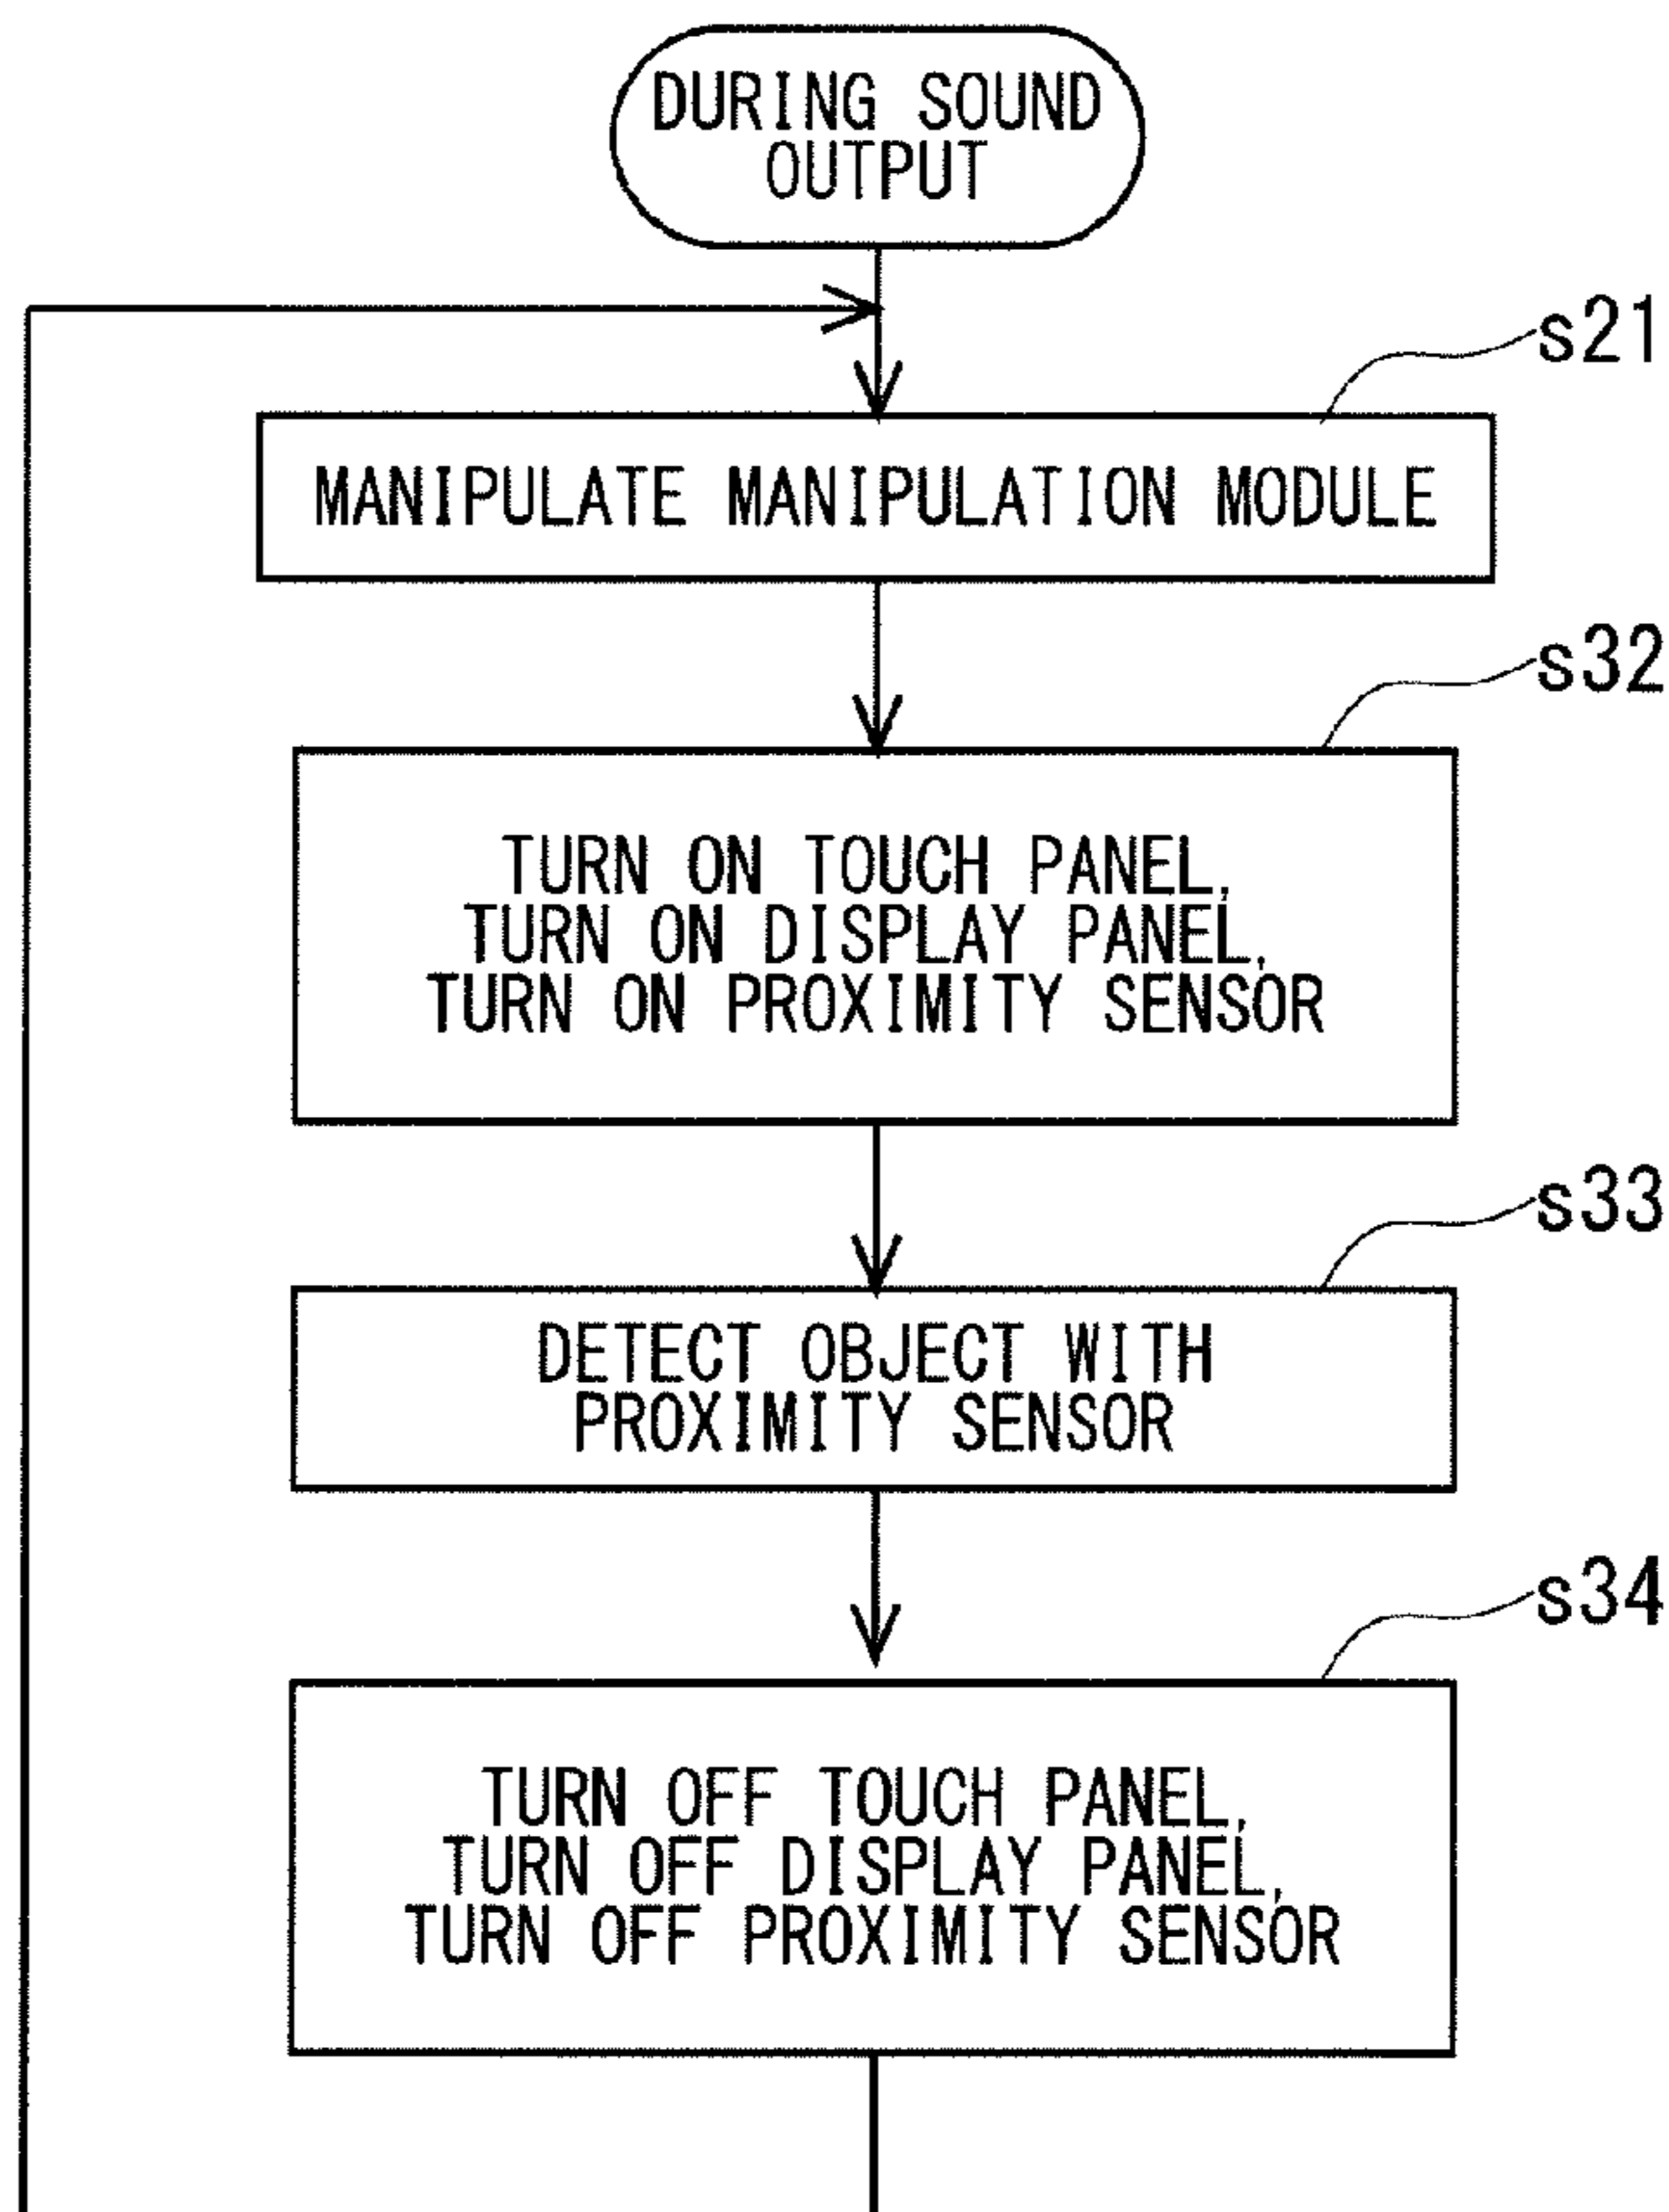 DURING SOUND
OUTPUT
s21
MANIPULATE MANIPULATION MODULE
s32
TURN ON TOUCH PANEL,
TURN ON DISPLAY PANEL,
TURN ON PROXIMITY SENSOR
s33
DETECT OBJECT WITH
PROXIMITY SENSOR
s34
TURN OFF TOUCH PANEL,
TURN OFF DISPLAY PANEL,
TURN OFF PROXIMITY SENSOR